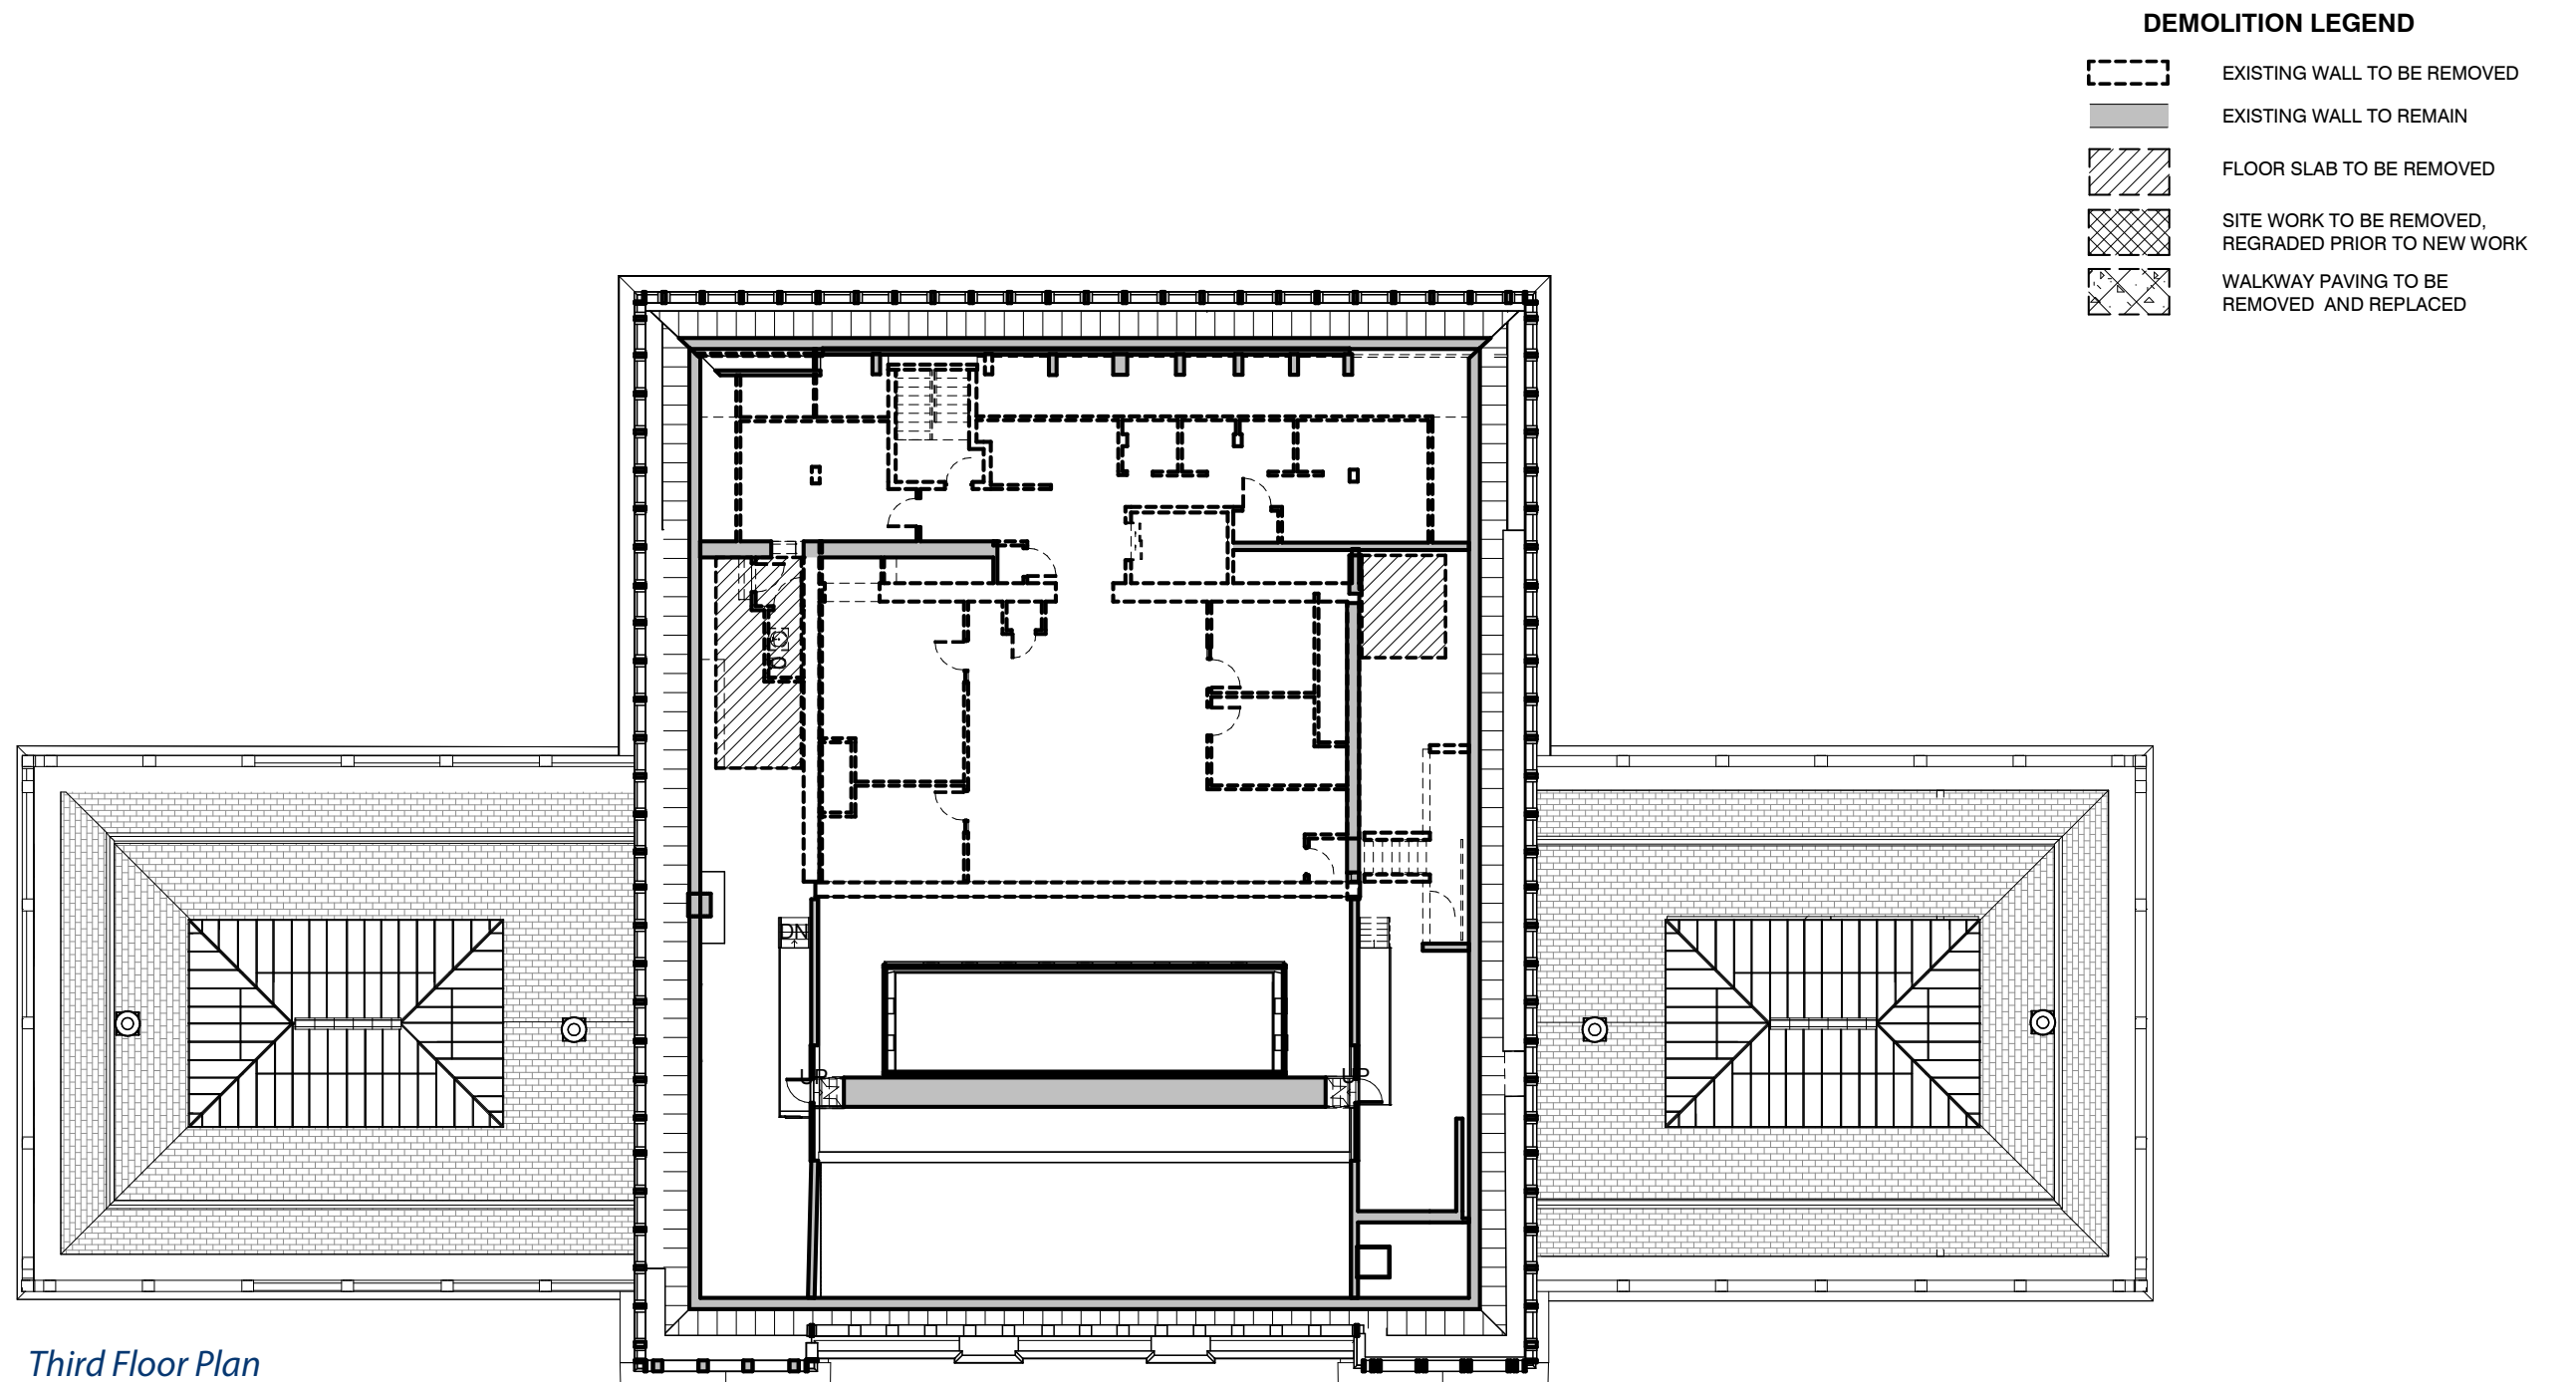 DEMOLITION LEGEND
EXISTING WALL TO BE REMOVED
EXISTING WALL TO REMAIN
FLOOR SLAB TO BE REMOVED
SITE WORK TO BE REMOVED,
REGRADED PRIOR TO NEW WORK
WALKWAY PAVING TO BE
REMOVED AND REPLACED
DN
UP
UP
Third Floor Plan